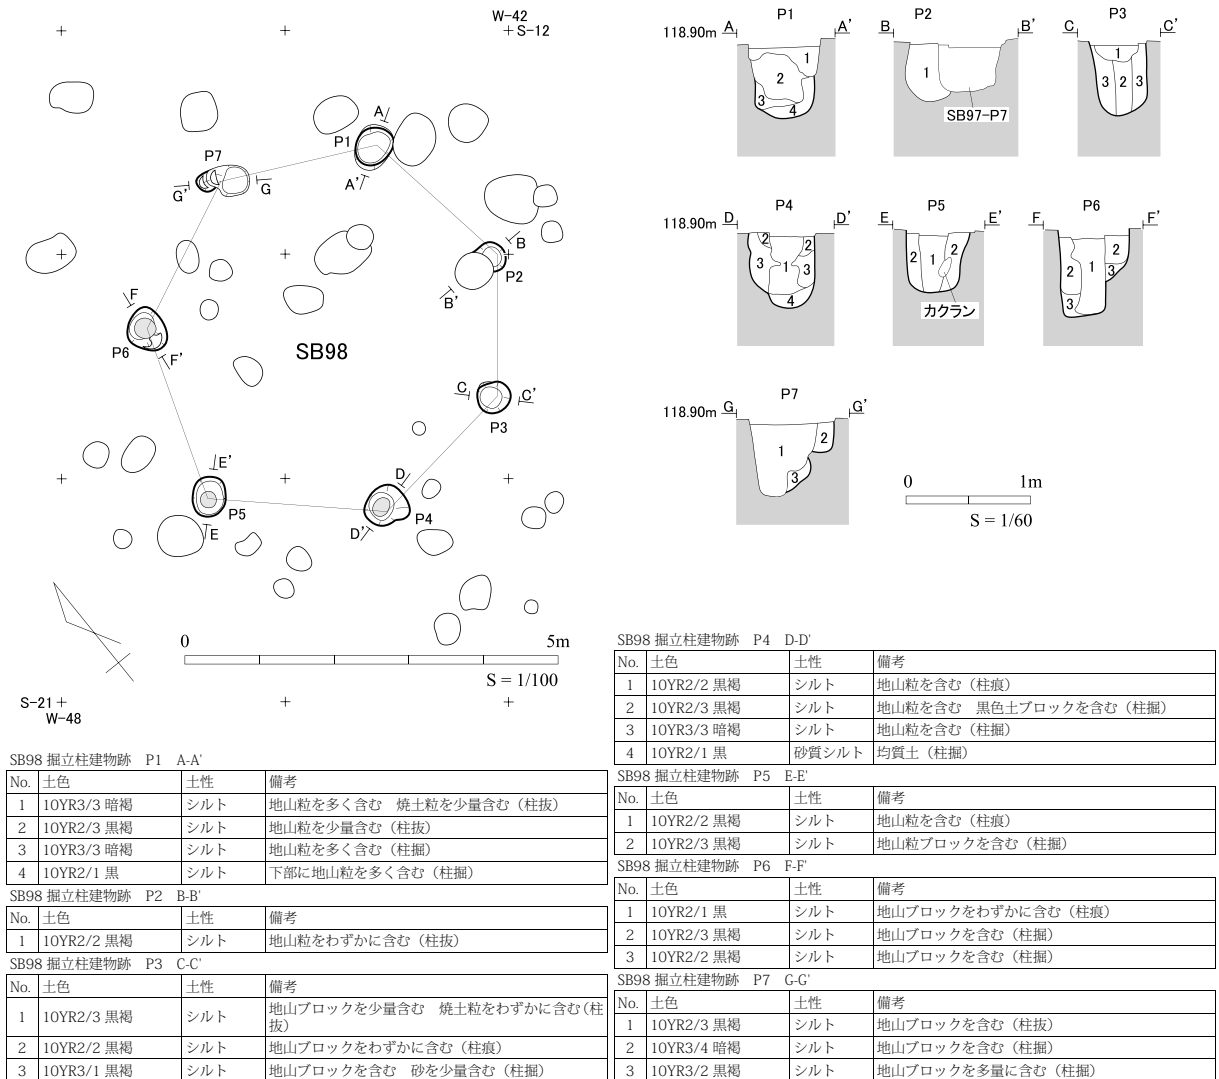 W-42
S-12
A
P1
A'
P7
G'
G
B
P2
B'
F
P6
F'
SB98
C
C'
P3
E'
D
P5
P4
E
D'
0 5m
S = 1/100
S-21
W-48
P1
118.90m A A'
1
2
3
4
P2
B B'
1
SB97-P7
P3
C C'
1
3 2 3
P4
118.90m D D'
2 2
3 1 3
4
P5
E E'
2 1 2
カクラン
P6
F F'
2 1 2
3
3
P7
118.90m G G'
1 2
3
0 1m
S = 1/60
SB98 掘立柱建物跡 P1 A-A'
No. 土色 土性 備考
1 10YR3/3 暗褐 シルト 地山粒を多く含む 焼土粒を少量含む（柱抜）
2 10YR2/3 黒褐 シルト 地山粒を少量含む（柱抜）
3 10YR3/3 暗褐 シルト 地山粒を多く含む（柱掘）
4 10YR2/1 黒 シルト 下部に地山粒を多く含む（柱掘）
SB98 掘立柱建物跡 P2 B-B'
No. 土色 土性 備考
1 10YR2/2 黒褐 シルト 地山粒をわずかに含む（柱抜）
SB98 掘立柱建物跡 P3 C-C'
No. 土色 土性 備考
1 10YR2/3 黒褐 シルト 地山ブロックを少量含む 焼土粒をわずかに含む（柱
抜）
2 10YR2/2 黒褐 シルト 地山ブロックをわずかに含む（柱痕）
3 10YR3/1 黒褐 シルト 地山ブロックを含む 砂を少量含む（柱掘）
SB98 掘立柱建物跡 P4 D-D'
No. 土色 土性 備考
1 10YR2/2 黒褐 シルト 地山粒を含む（柱痕）
2 10YR2/3 黒褐 シルト 地山粒を含む 黒色土ブロックを含む（柱掘）
3 10YR3/3 暗褐 シルト 地山粒を含む（柱掘）
4 10YR2/1 黒 砂質シルト 均質土（柱掘）
SB98 掘立柱建物跡 P5 E-E'
No. 土色 土性 備考
1 10YR2/2 黒褐 シルト 地山粒を含む（柱痕）
2 10YR2/3 黒褐 シルト 地山粒ブロックを含む（柱掘）
SB98 掘立柱建物跡 P6 F-F'
No. 土色 土性 備考
1 10YR2/1 黒 シルト 地山ブロックをわずかに含む（柱痕）
2 10YR2/3 黒褐 シルト 地山ブロックを含む（柱掘）
3 10YR2/2 黒褐 シルト 地山ブロックを含む（柱掘）
SB98 掘立柱建物跡 P7 G-G'
No. 土色 土性 備考
1 10YR2/3 黒褐 シルト 地山ブロックを含む（柱抜）
2 10YR3/4 暗褐 シルト 地山ブロックを含む（柱掘）
3 10YR3/2 黒褐 シルト 地山ブロックを多量に含む（柱掘）